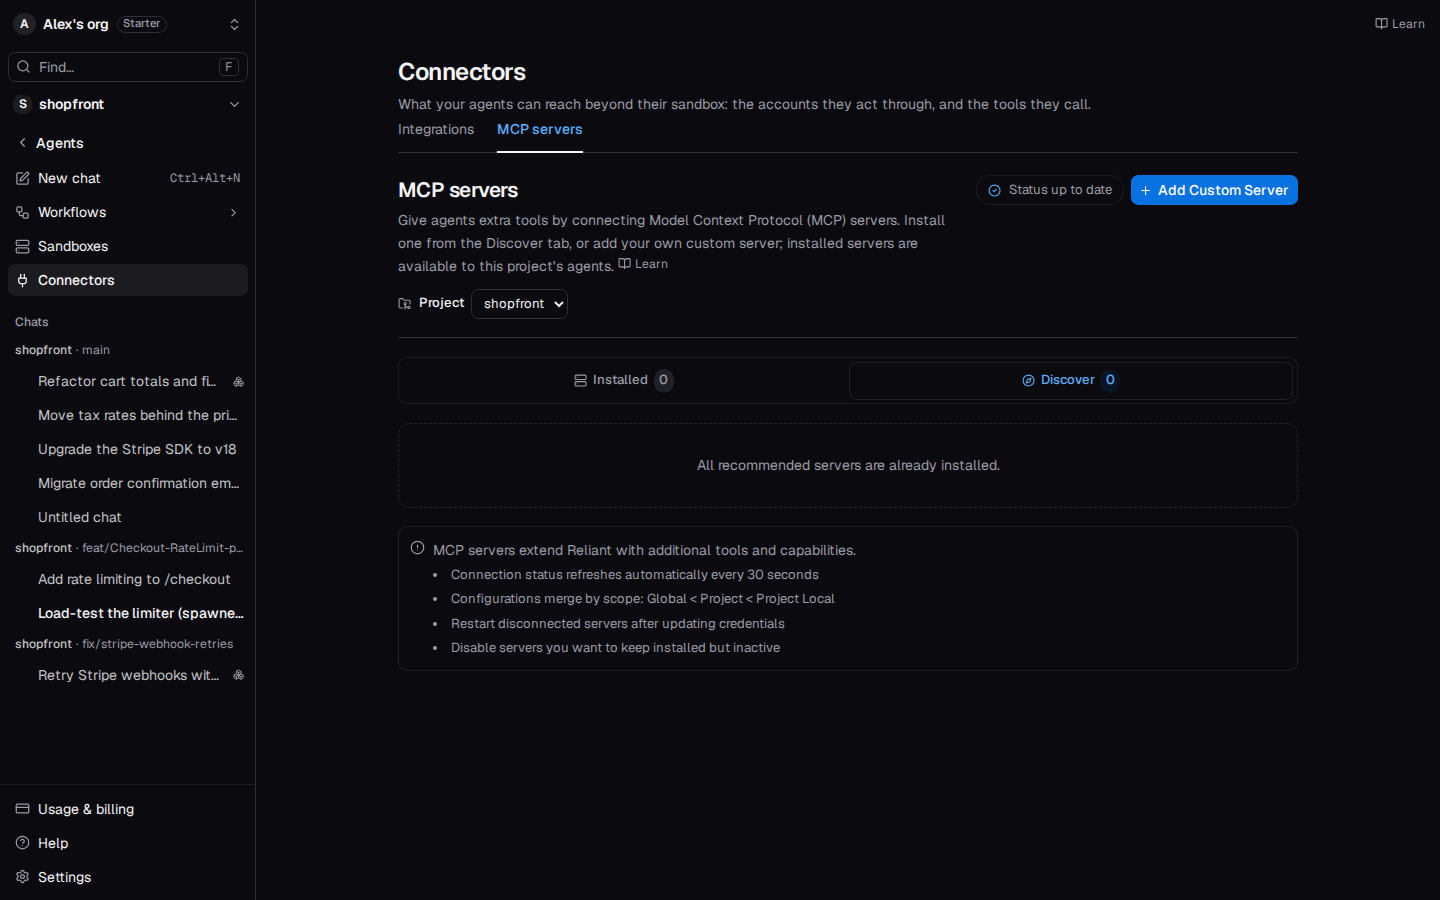 A Alex's org Starter
Find... F
S shopfront
Agents
New chat Ctrl+Alt+N
Workflows
Sandboxes
Connectors
Chats
shopfront · main
Refactor cart totals and fi...
Move tax rates behind the pri...
Upgrade the Stripe SDK to v18
Migrate order confirmation em...
Untitled chat
shopfront · feat/Checkout-RateLimit-p...
Add rate limiting to /checkout
Load-test the limiter (spawne...
shopfront · fix/stripe-webhook-retries
Retry Stripe webhooks wit...
Usage & billing
Help
Settings
Learn
Connectors
What your agents can reach beyond their sandbox: the accounts they act through, and the tools they call.
Integrations MCP servers
MCP servers
Status up to date
Add Custom Server
Give agents extra tools by connecting Model Context Protocol (MCP) servers. Install
one from the Discover tab, or add your own custom server; installed servers are
available to this project's agents. Learn
Project shopfront
Installed 0
Discover 0
All recommended servers are already installed.
MCP servers extend Reliant with additional tools and capabilities.
• Connection status refreshes automatically every 30 seconds
• Configurations merge by scope: Global < Project < Project Local
• Restart disconnected servers after updating credentials
• Disable servers you want to keep installed but inactive